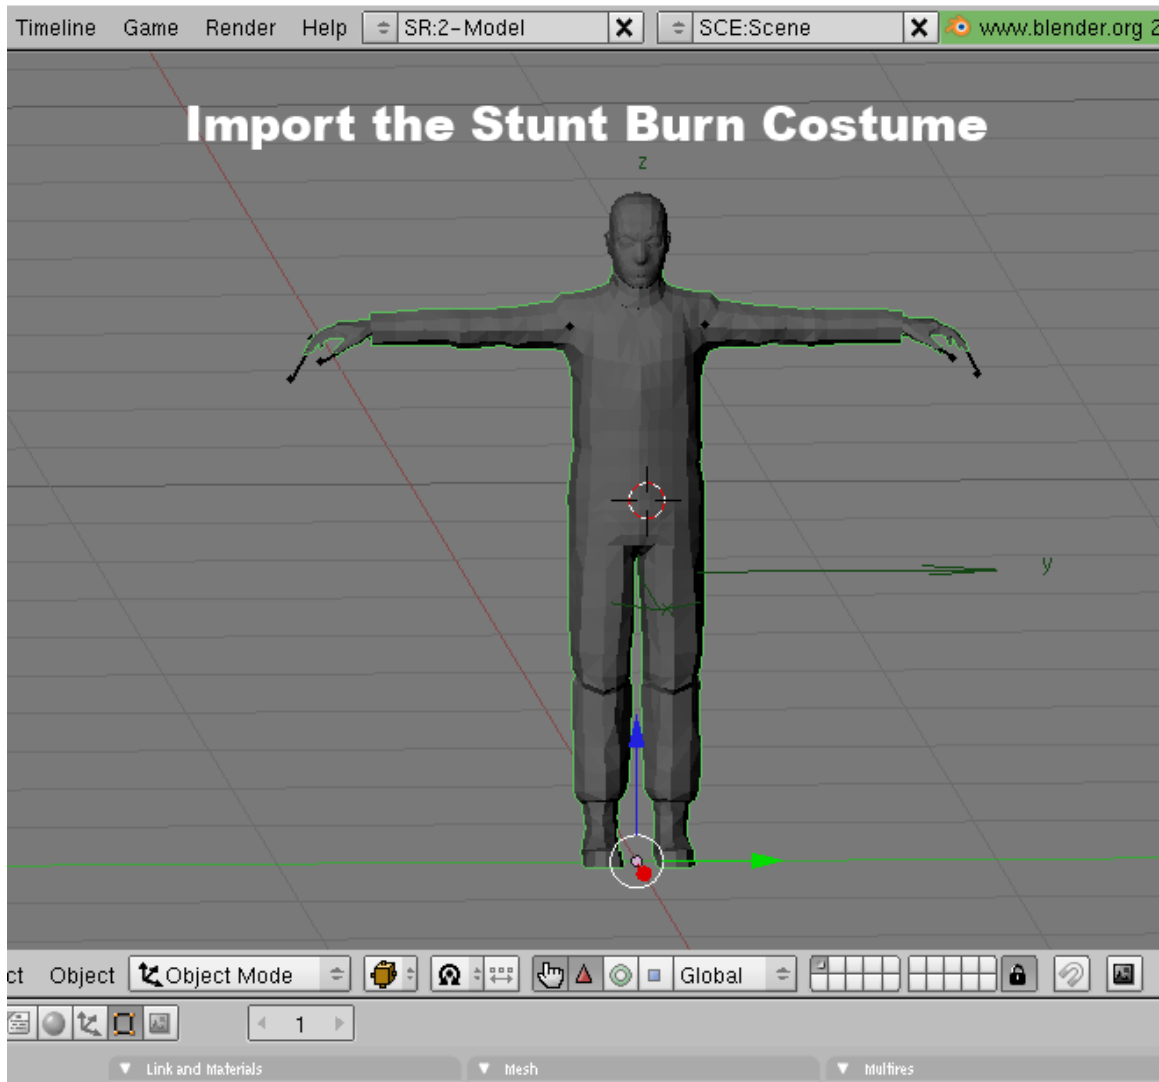 Timeline Game Render Help SR:2-Model SCE:Scene www.blender.org 2
Import the Stunt Burn Costume
z
y
x
ct Object Object Mode Global
1
Link and Materials Mesh Multires